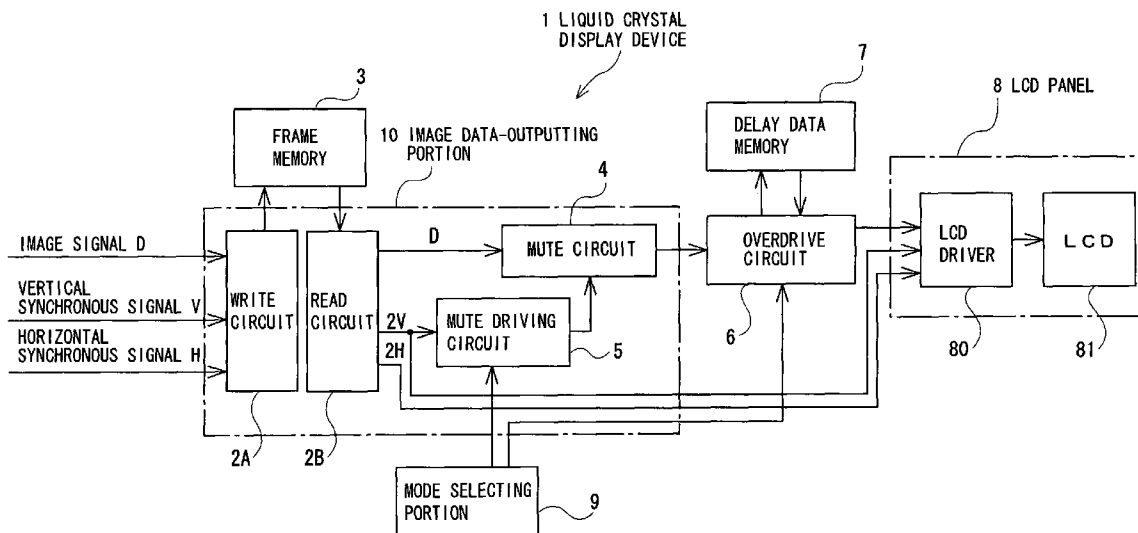 1 LIQUID CRYSTAL
DISPLAY DEVICE
3
FRAME
MEMORY
10 IMAGE DATA-OUTPUTTING
PORTION
7
DELAY DATA
MEMORY
8 LCD PANEL
4
IMAGE SIGNAL D
VERTICAL
SYNCHRONOUS SIGNAL V
HORIZONTAL
SYNCHRONOUS SIGNAL H
WRITE
CIRCUIT
READ
CIRCUIT
D
MUTE CIRCUIT
2V
2H
MUTE DRIVING
CIRCUIT
5
OVERDRIVE
CIRCUIT
6
LCD
DRIVER
LCD
80
81
2A
2B
MODE SELECTING
PORTION
9